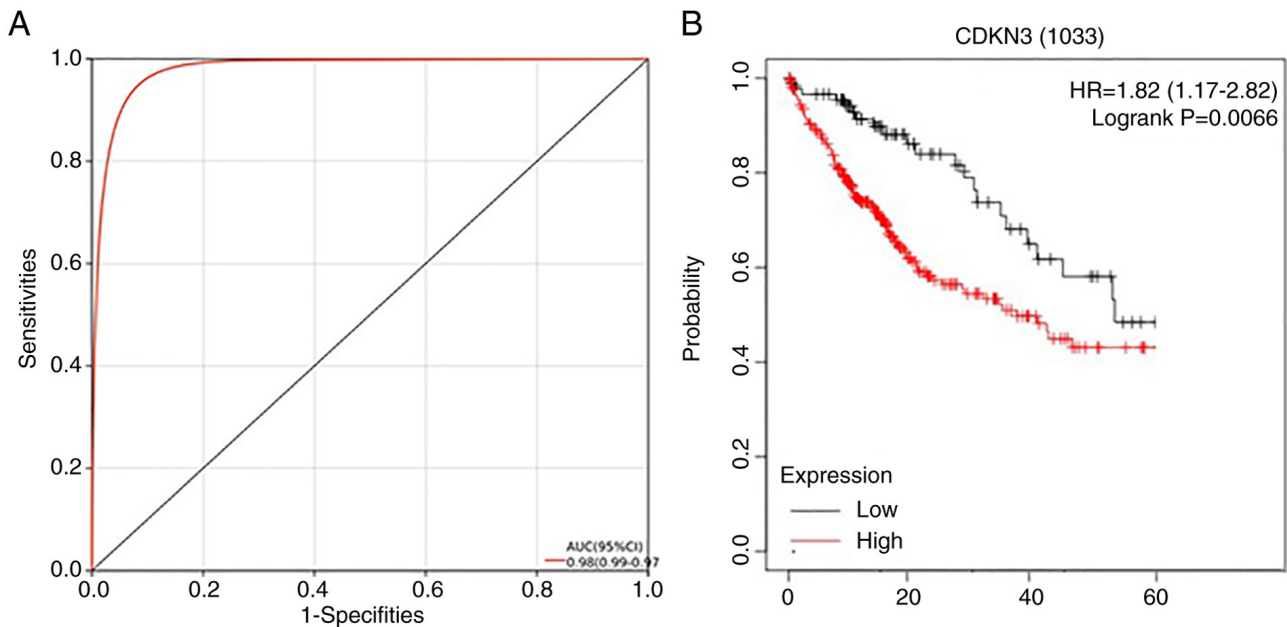 A
1.0
0.8
0.6
0.4
0.2
0.0
Sensitivities
0.0 0.2 0.4 0.6 0.8 1.0
1-Specifities
AUC(95%CI)
0.98(0.99-0.97
B
CDKN3 (1033)
HR=1.82 (1.17-2.82)
Logrank P=0.0066
1.0
0.8
0.6
0.4
0.2
0.0
Probability
Expression
Low
High
0 20 40 60